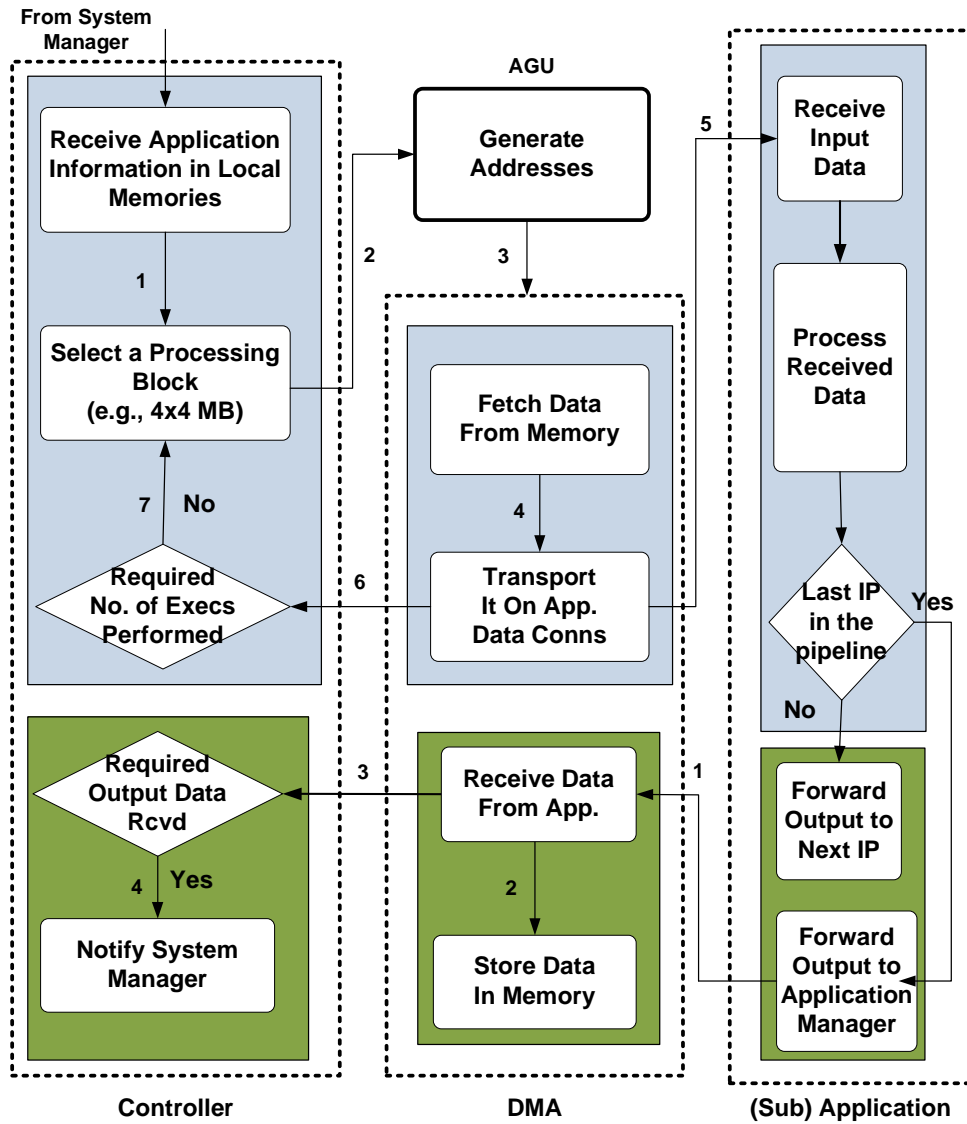 From System
Manager
Receive Application
Information in Local
Memories
1
Select a Processing
Block
(e.g., 4x4 MB)
7
No
Required
No. of Execs
Performed
2
AGU
Generate
Addresses
3
Fetch Data
From Memory
4
Transport
It On App.
Data Conns
6
5
Receive
Input
Data
Process
Received
Data
Last IP
in the
pipeline
Yes
No
Forward
Output to
Next IP
Forward
Output to
Application
Manager
1
Receive Data
From App.
2
Store Data
In Memory
3
Required
Output Data
Rcvd
4
Yes
Notify System
Manager
Controller
DMA
(Sub) Application